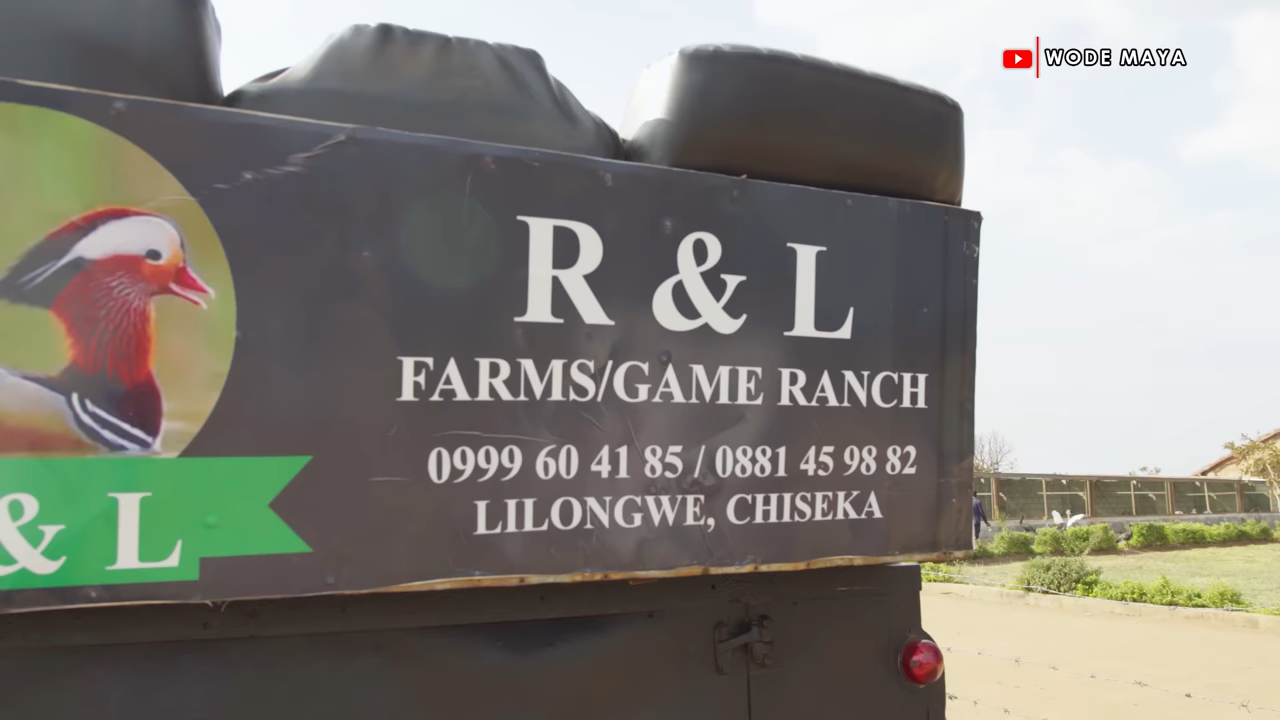 WODE MAYA
R & L
FARMS/GAME RANCH
0999 60 41 85 / 0881 45 98 82
LILONGWE, CHISEKA
& L